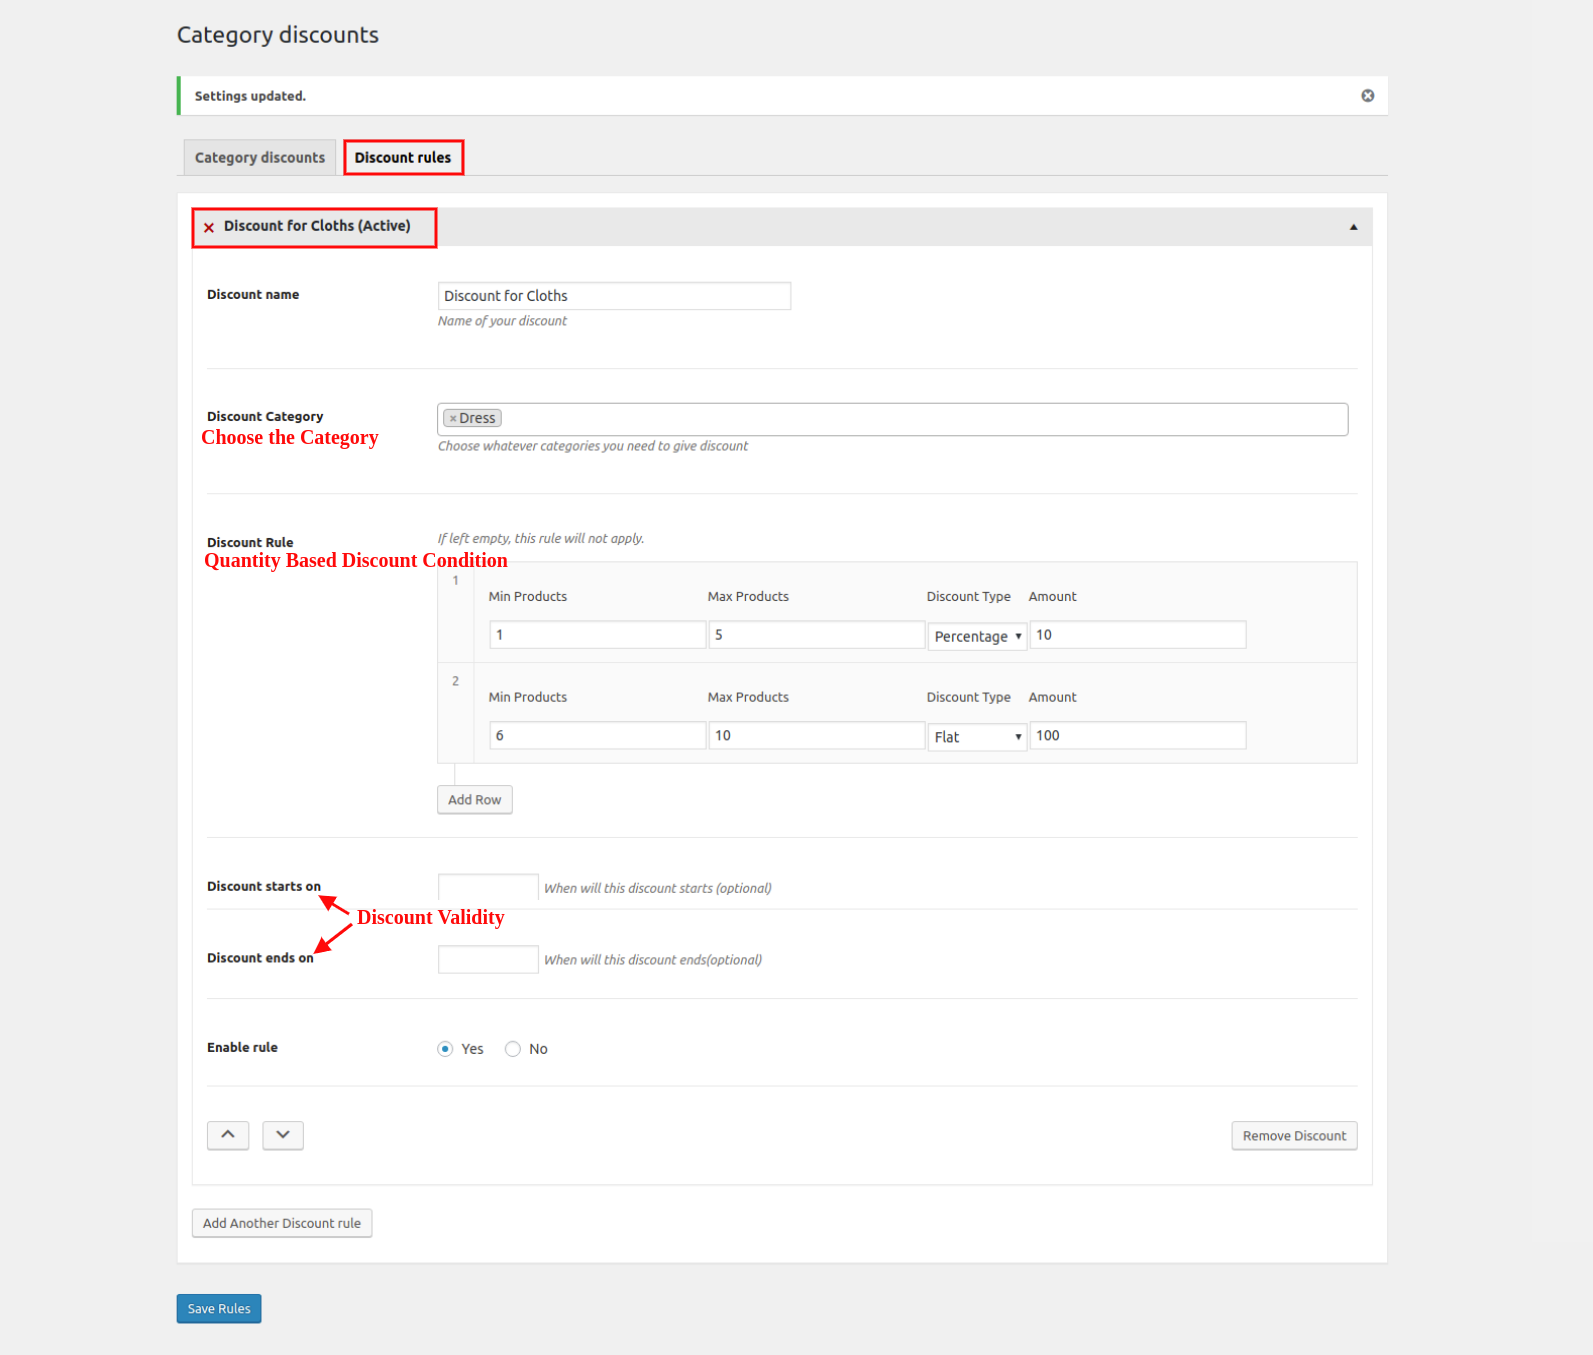 Category discounts
Settings updated.
Category discounts
Discount rules
Discount for Cloths (Active)
Discount name
Discount for Cloths
Name of your discount
Discount Category
Choose the Category
× Dress
Choose whatever categories you need to give discount
Discount Rule
Quantity Based Discount Condition
If left empty, this rule will not apply.
1
Min Products Max Products Discount Type Amount
1 5 Percentage 10
2
Min Products Max Products Discount Type Amount
6 10 Flat 100
Add Row
Discount starts on
When will this discount starts (optional)
Discount Validity
Discount ends on
When will this discount ends(optional)
Enable rule
Yes No
Remove Discount
Add Another Discount rule
Save Rules